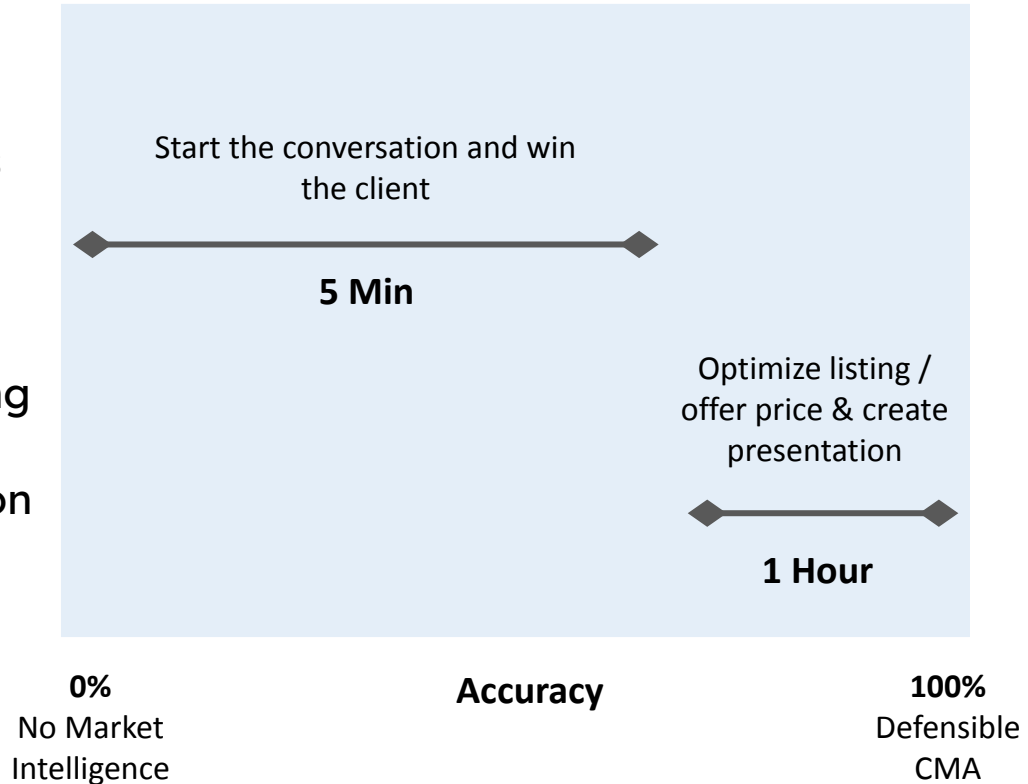 Start the conversation and win
the client
5 Min
Optimize listing /
offer price & create
presentation
1 Hour
0%
No Market
Intelligence
Accuracy
100%
Defensible
CMA